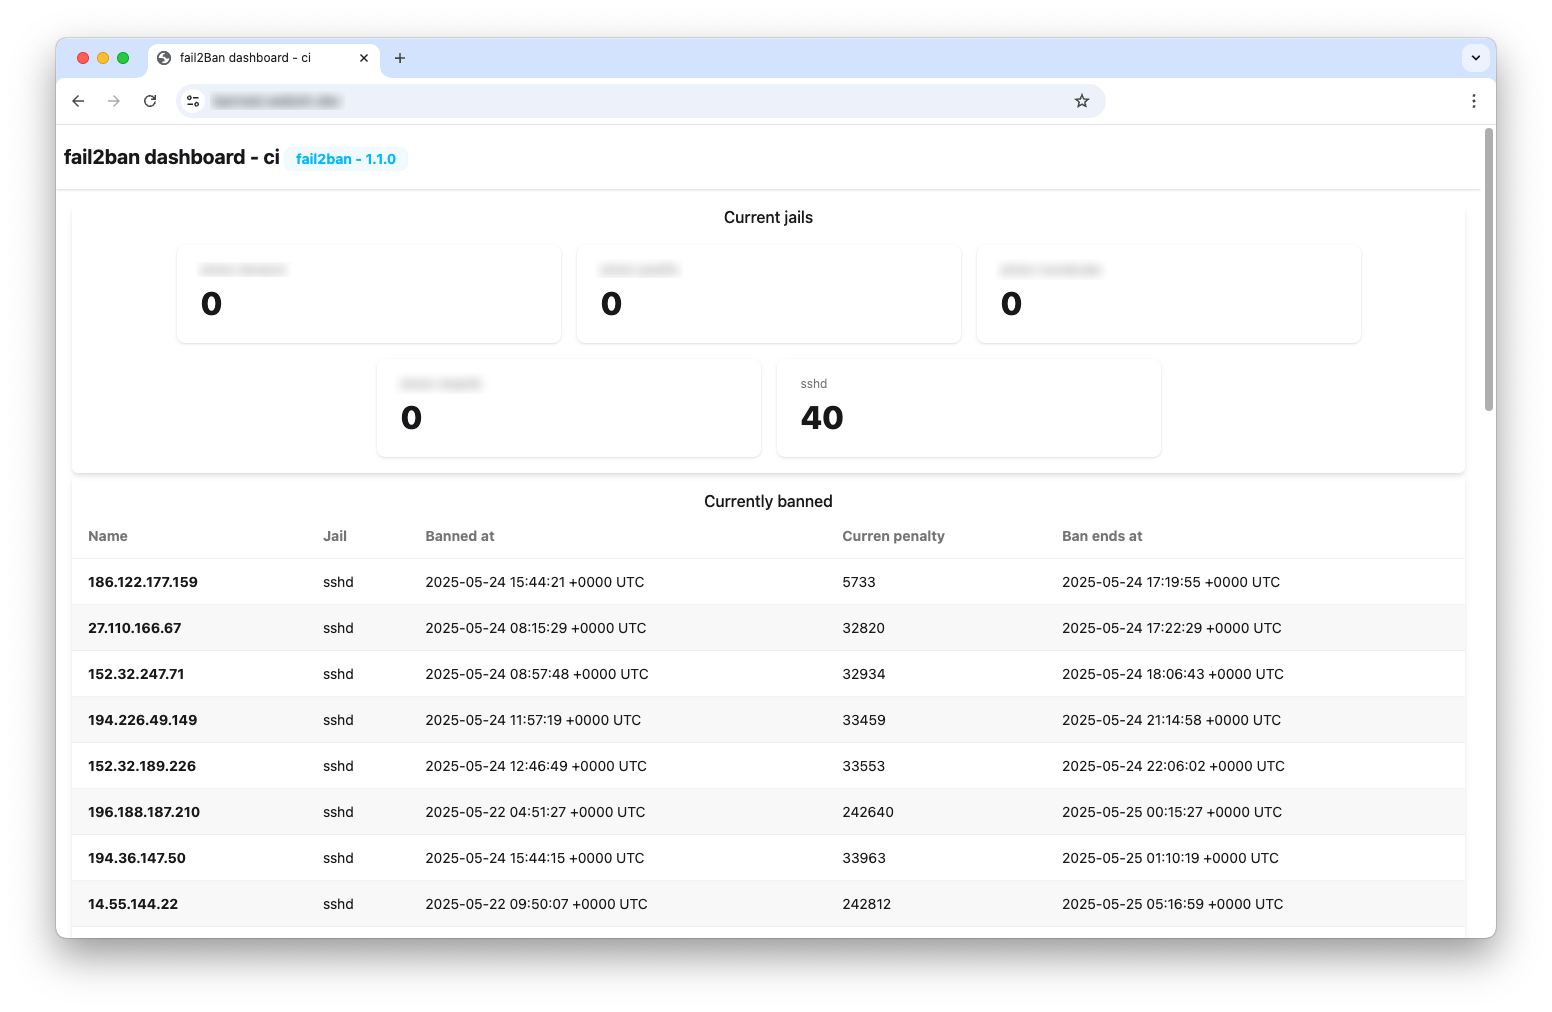 fail2Ban dashboard - ci
fail2ban dashboard - ci fail2ban - 1.1.0
Current jails
0 0 0
sshd
0 40
Currently banned
Name Jail Banned at Curren penalty Ban ends at
186.122.177.159 sshd 2025-05-24 15:44:21 +0000 UTC 5733 2025-05-24 17:19:55 +0000 UTC
27.110.166.67 sshd 2025-05-24 08:15:29 +0000 UTC 32820 2025-05-24 17:22:29 +0000 UTC
152.32.247.71 sshd 2025-05-24 08:57:48 +0000 UTC 32934 2025-05-24 18:06:43 +0000 UTC
194.226.49.149 sshd 2025-05-24 11:57:19 +0000 UTC 33459 2025-05-24 21:14:58 +0000 UTC
152.32.189.226 sshd 2025-05-24 12:46:49 +0000 UTC 33553 2025-05-24 22:06:02 +0000 UTC
196.188.187.210 sshd 2025-05-22 04:51:27 +0000 UTC 242640 2025-05-25 00:15:27 +0000 UTC
194.36.147.50 sshd 2025-05-24 15:44:15 +0000 UTC 33963 2025-05-25 01:10:19 +0000 UTC
14.55.144.22 sshd 2025-05-22 09:50:07 +0000 UTC 242812 2025-05-25 05:16:59 +0000 UTC